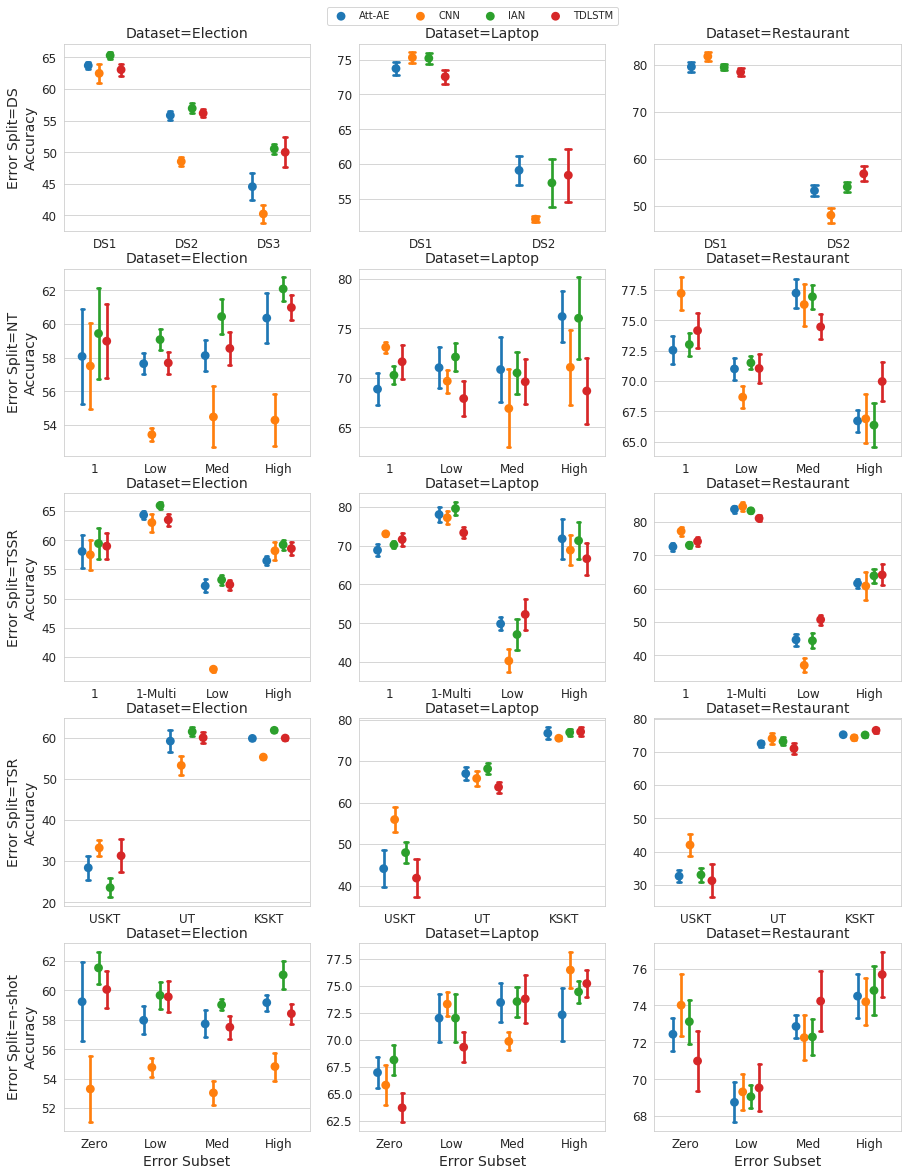 Att-AE CNN IAN TDLSTM
Dataset=Election Dataset=Laptop Dataset=Restaurant
Error Split=DS
Accuracy
65
60
55
50
45
40
DS1 DS2 DS3
75
70
65
60
55
DS1 DS2
80
70
60
50
DS1 DS2
Dataset=Election Dataset=Laptop Dataset=Restaurant
Error Split=NT
Accuracy
62
60
58
56
54
1 Low Med High
80
75
70
65
1 Low Med High
77.5
75.0
72.5
70.0
67.5
65.0
1 Low Med High
Dataset=Election Dataset=Laptop Dataset=Restaurant
Error Split=TSSR
Accuracy
65
60
55
50
45
40
1 1-Multi Low High
80
70
60
50
40
1 1-Multi Low High
80
70
60
50
40
1 1-Multi Low High
Dataset=Election Dataset=Laptop Dataset=Restaurant
Error Split=TSR
Accuracy
60
50
40
30
20
USKT UT KSKT
80
70
60
50
40
USKT UT KSKT
80
70
60
50
40
30
USKT UT KSKT
Dataset=Election Dataset=Laptop Dataset=Restaurant
Error Split=n-shot
Accuracy
62
60
58
56
54
52
Zero Low Med High
Error Subset
77.5
75.0
72.5
70.0
67.5
65.0
62.5
Zero Low Med High
Error Subset
76
74
72
70
68
Zero Low Med High
Error Subset